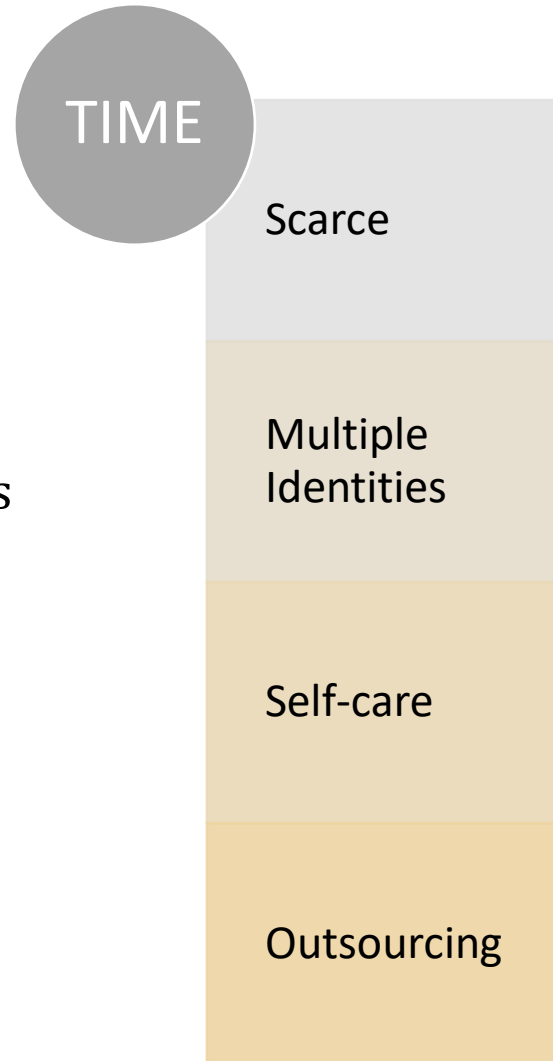 TIME
Scarce
Multiple
Identities
s
Self-care
Outsourcing